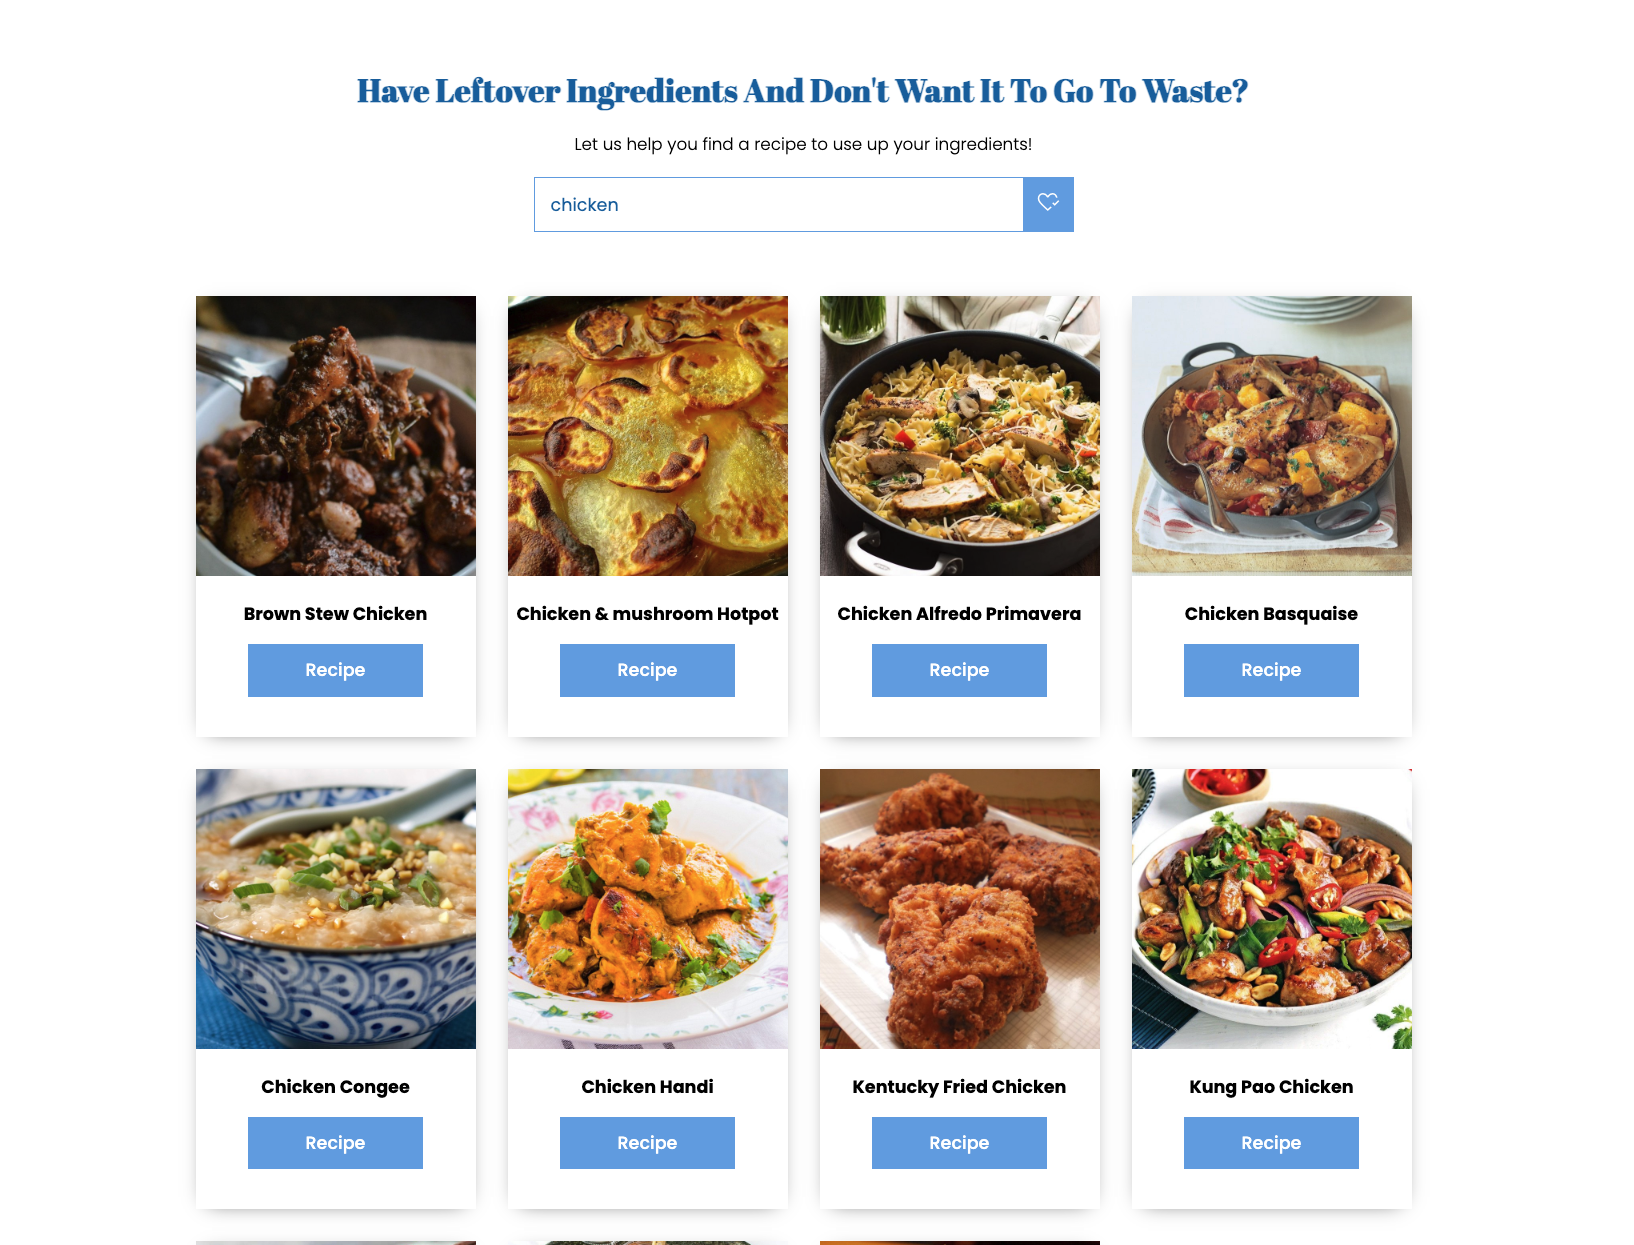 Have Leftover Ingredients And Don't Want It To Go To Waste?
Let us help you find a recipe to use up your ingredients!
chicken
Brown Stew Chicken
Chicken & mushroom Hotpot
Chicken Alfredo Primavera
Chicken Basquaise
Recipe
Recipe
Recipe
Recipe
Chicken Congee
Chicken Handi
Kentucky Fried Chicken
Kung Pao Chicken
Recipe
Recipe
Recipe
Recipe